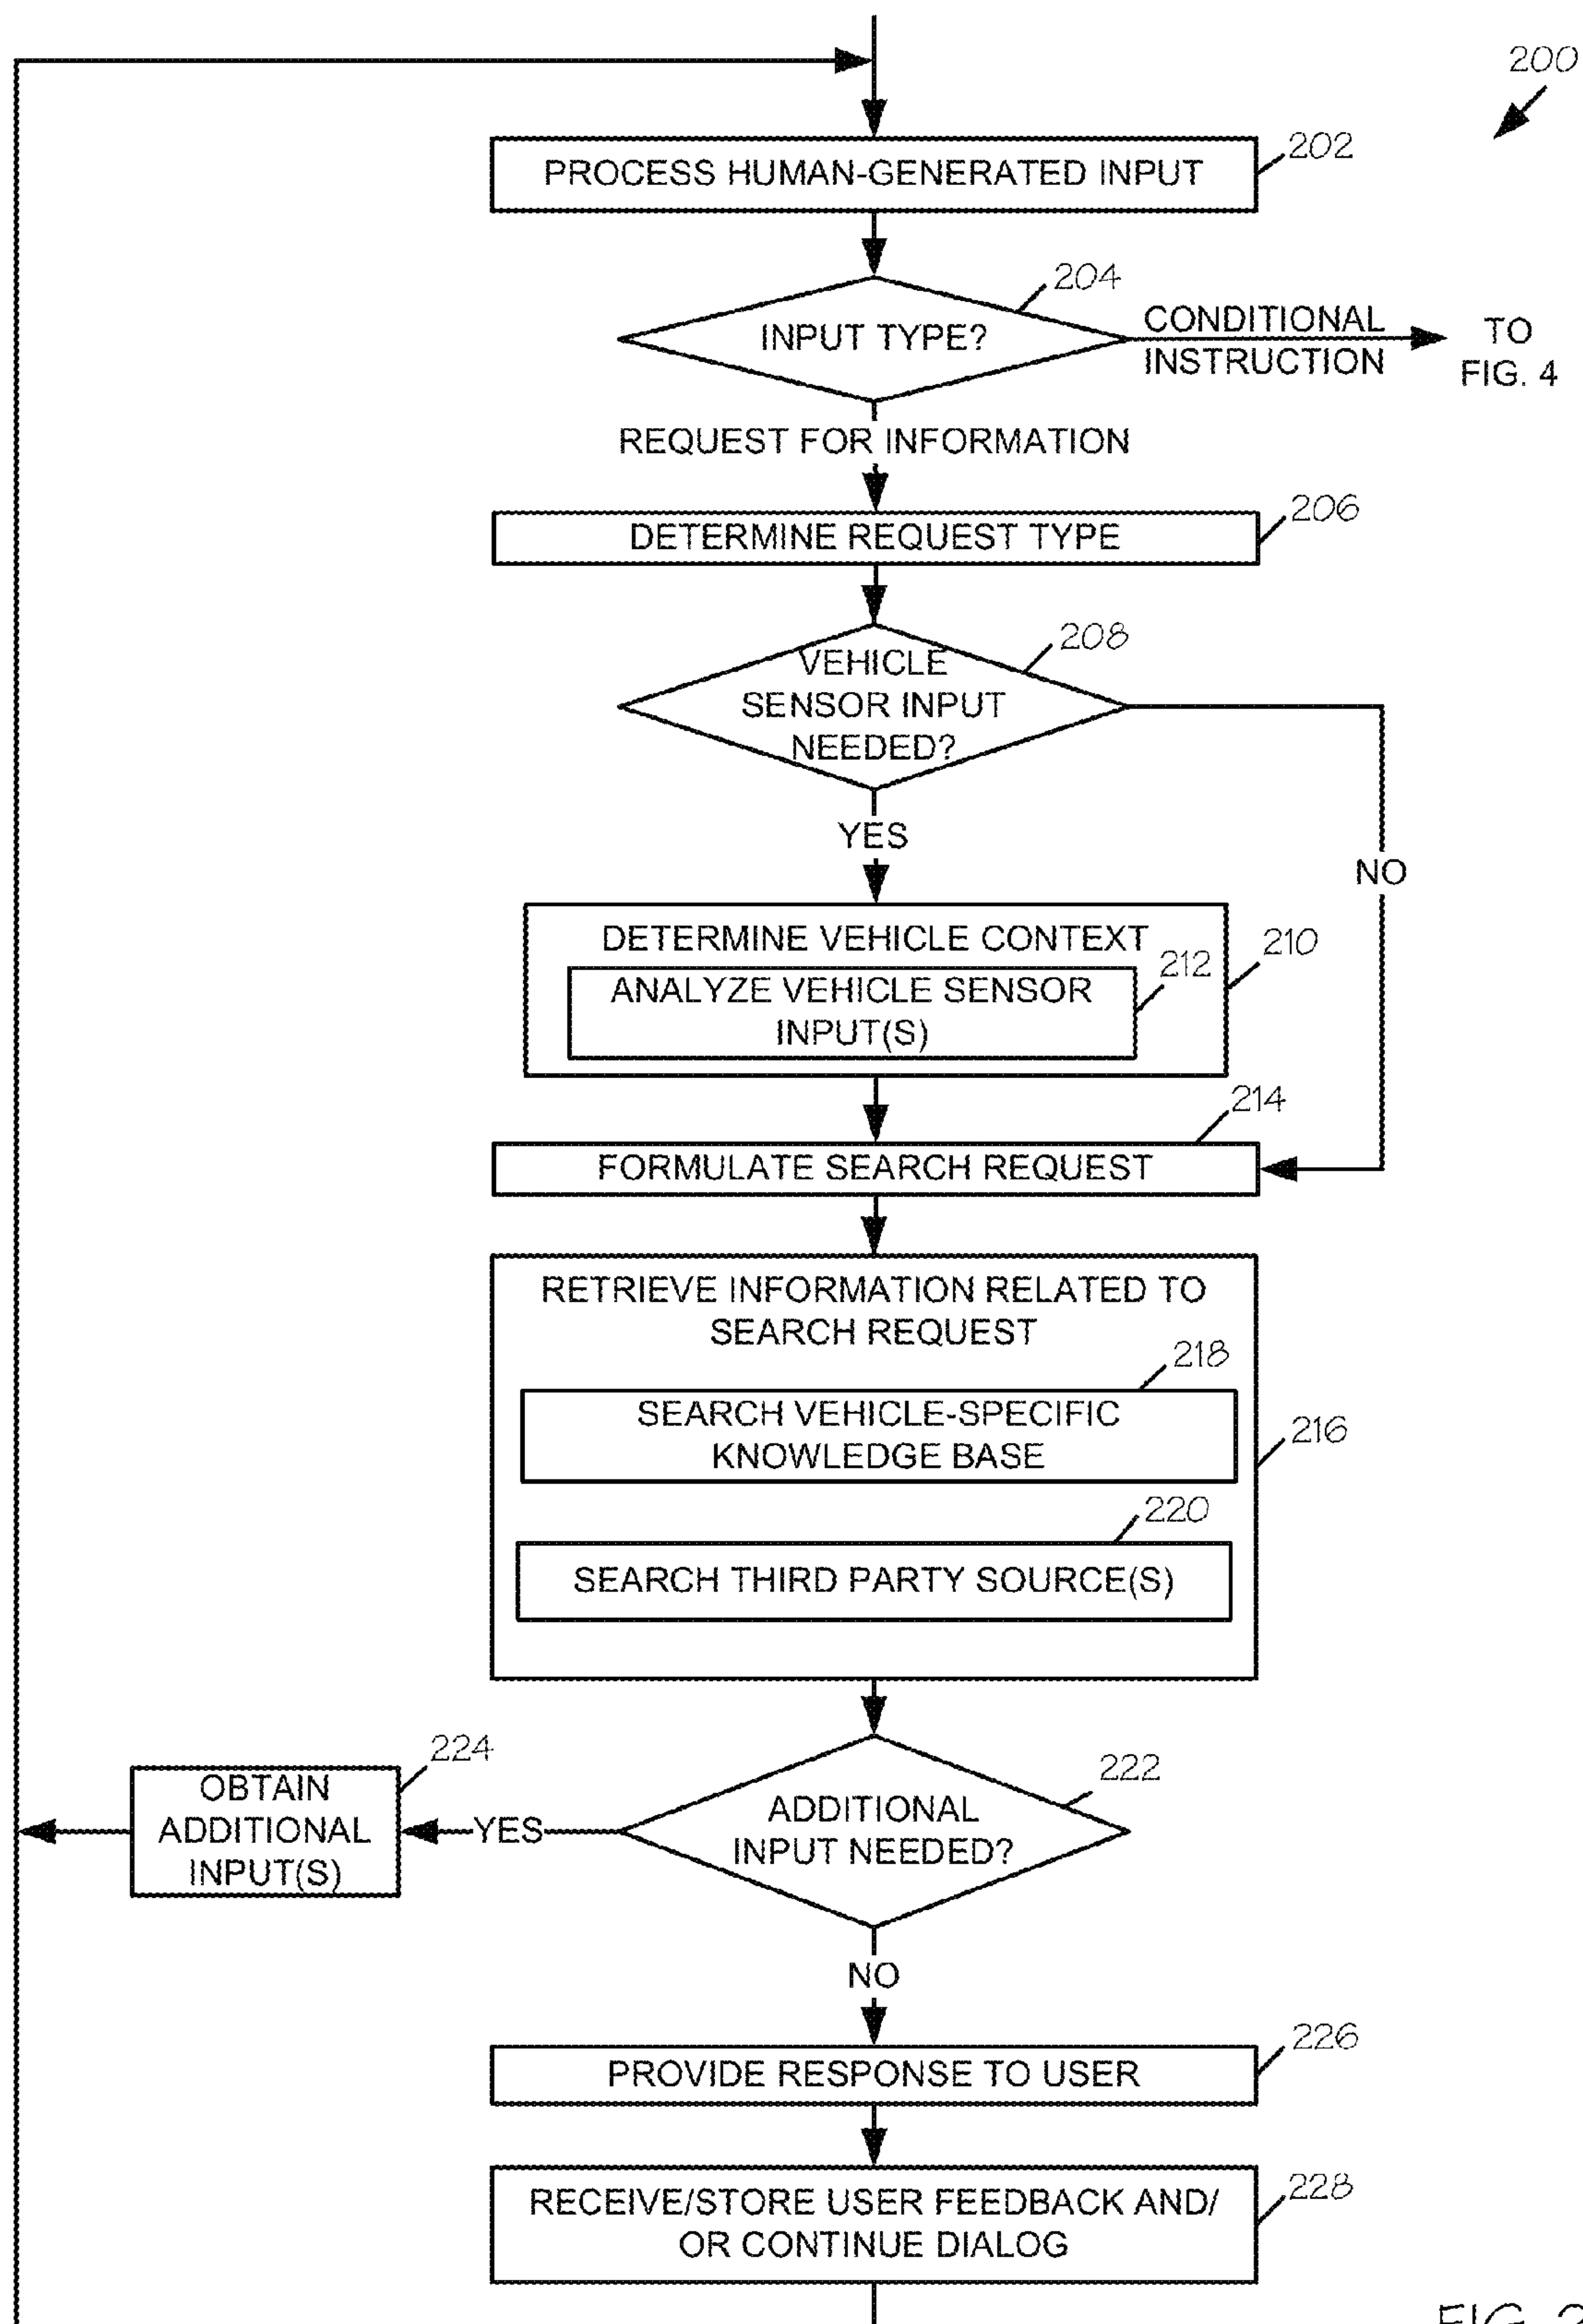 200
202
PROCESS HUMAN-GENERATED INPUT
204
INPUT TYPE?
CONDITIONAL
INSTRUCTION
TO
FIG. 4
REQUEST FOR INFORMATION
206
DETERMINE REQUEST TYPE
208
VEHICLE
SENSOR INPUT
NEEDED?
YES
NO
DETERMINE VEHICLE CONTEXT
210
212
ANALYZE VEHICLE SENSOR
INPUT(S)
214
FORMULATE SEARCH REQUEST
RETRIEVE INFORMATION RELATED TO
SEARCH REQUEST
218
SEARCH VEHICLE-SPECIFIC
KNOWLEDGE BASE
216
220
SEARCH THIRD PARTY SOURCE(S)
224
OBTAIN
ADDITIONAL
INPUT(S)
YES
222
ADDITIONAL
INPUT NEEDED?
NO
226
PROVIDE RESPONSE TO USER
228
RECEIVE/STORE USER FEEDBACK AND/
OR CONTINUE DIALOG
FIG. 2